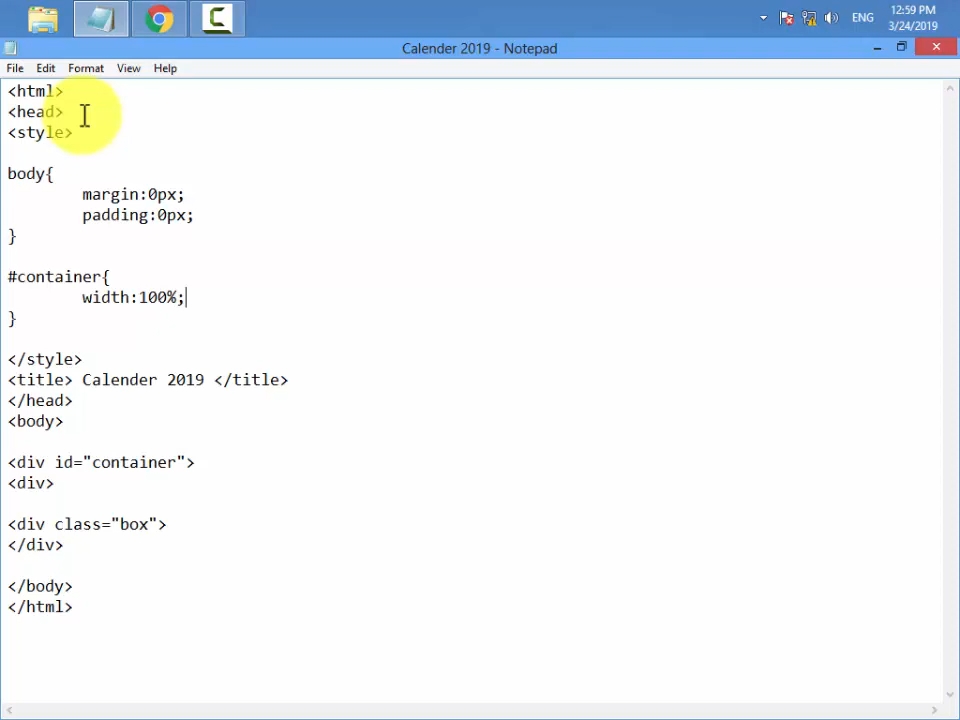 ENG
12:59 PM
3/24/2019
Calender 2019 - Notepad
File Edit Format View Help
<html>
<head>
<style>
body{
margin:0px;
padding:0px;
}
#container{
width:100%;
}
</style>
<title> Calender 2019 </title>
</head>
<body>
<div id="container">
<div>
<div class="box">
</div>
</body>
</html>